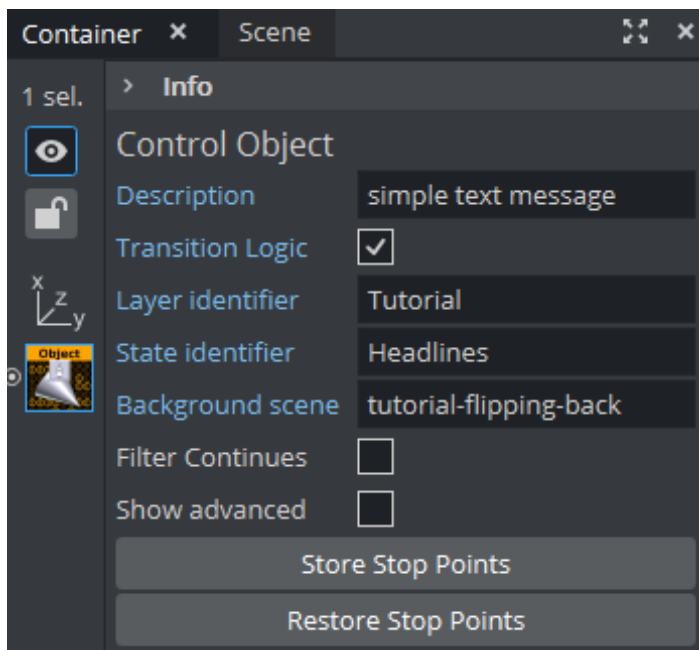 Container × Scene ×
1 sel.
> Info
Control Object
Description simple text message
Transition Logic
Layer identifier Tutorial
State identifier Headlines
Background scene tutorial-flipping-back
Filter Continues
Show advanced
Store Stop Points
Restore Stop Points
x
z
y
Object